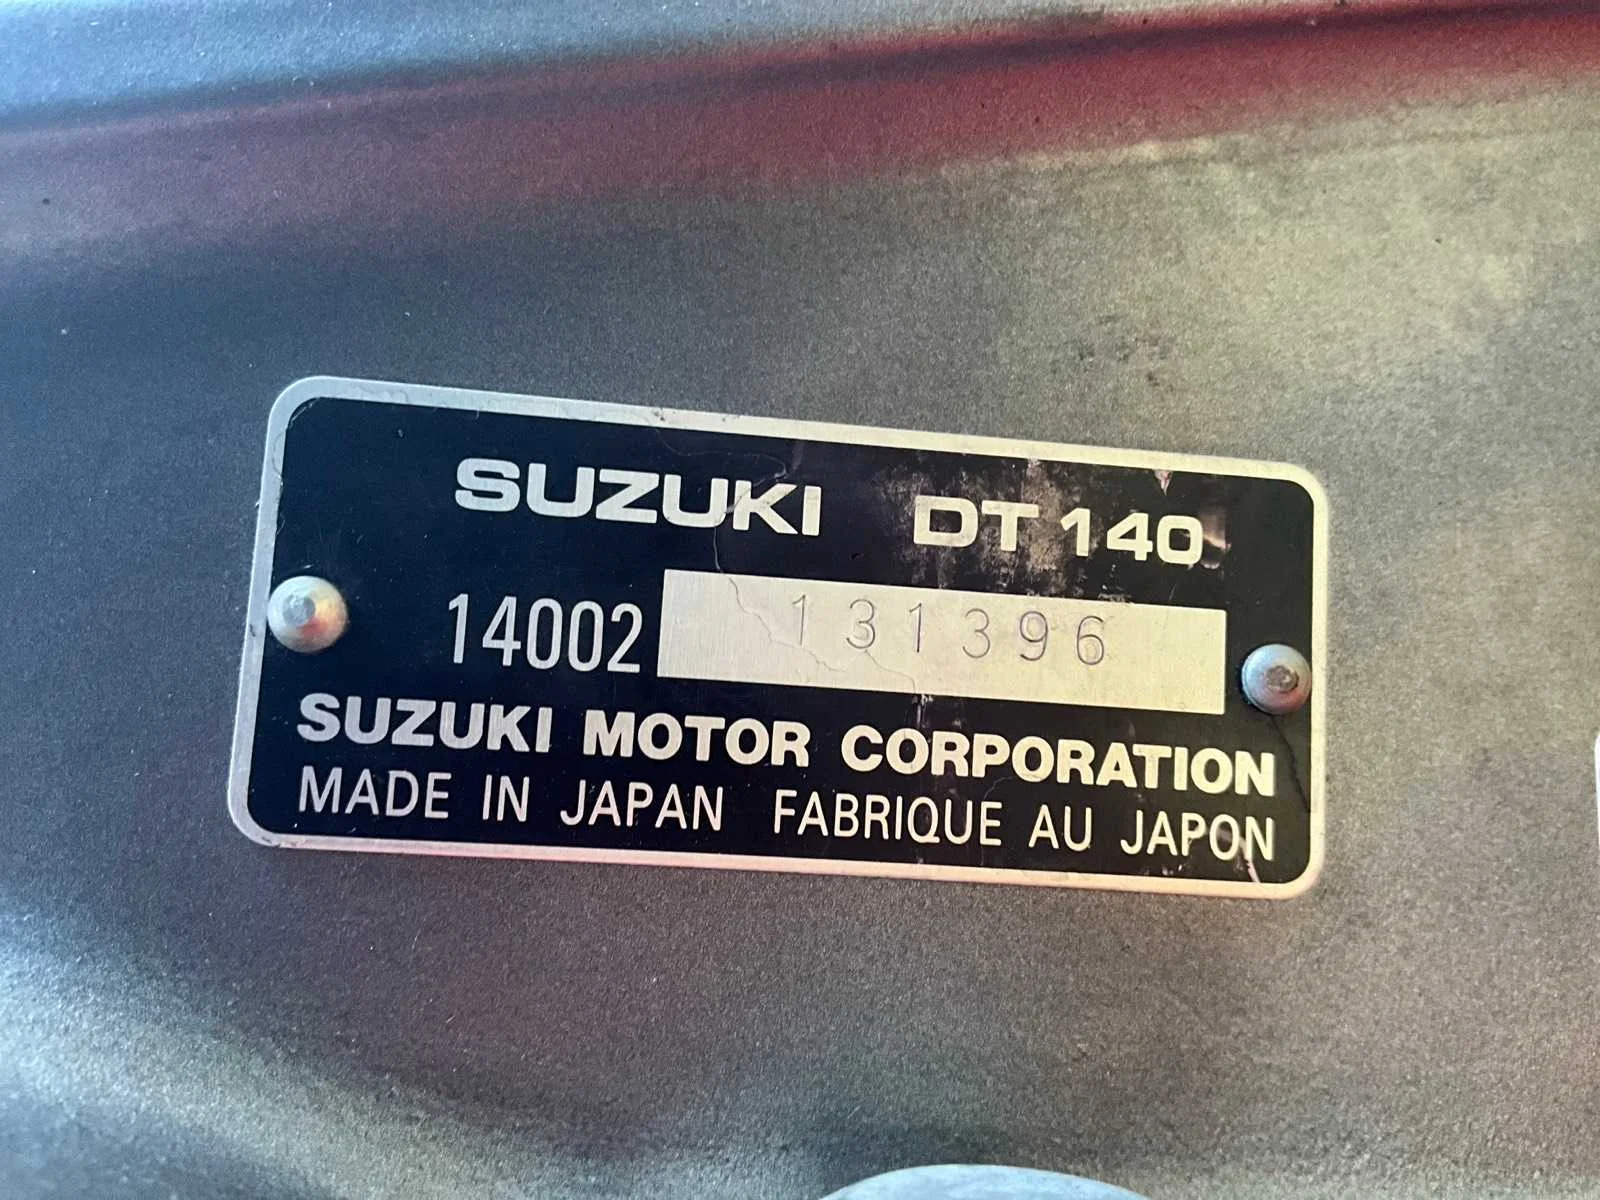 SUZUKI DT 140
14002 131396
SUZUKI MOTOR CORPORATION
MADE IN JAPAN FABRIQUE AU JAPON